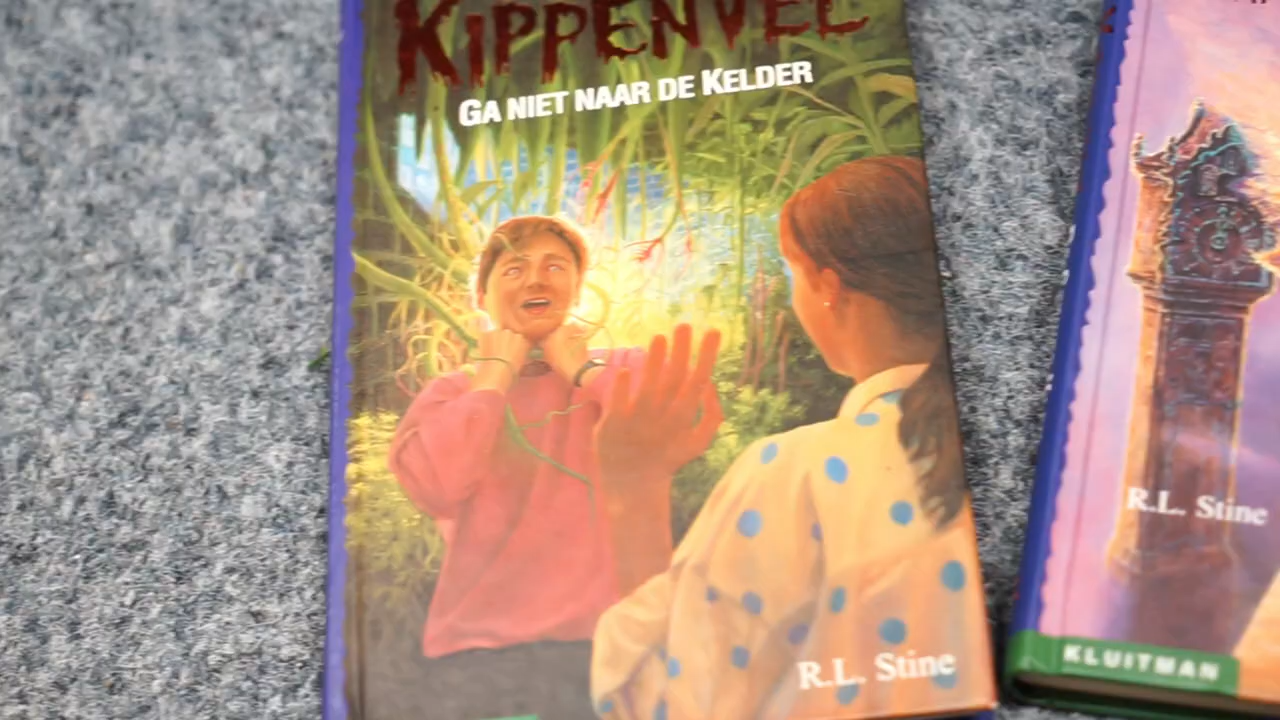 KIPPENVEL
GA NIET NAAR DE KELDER
R.L. Stine
R.L. Stine
KLUITMAN